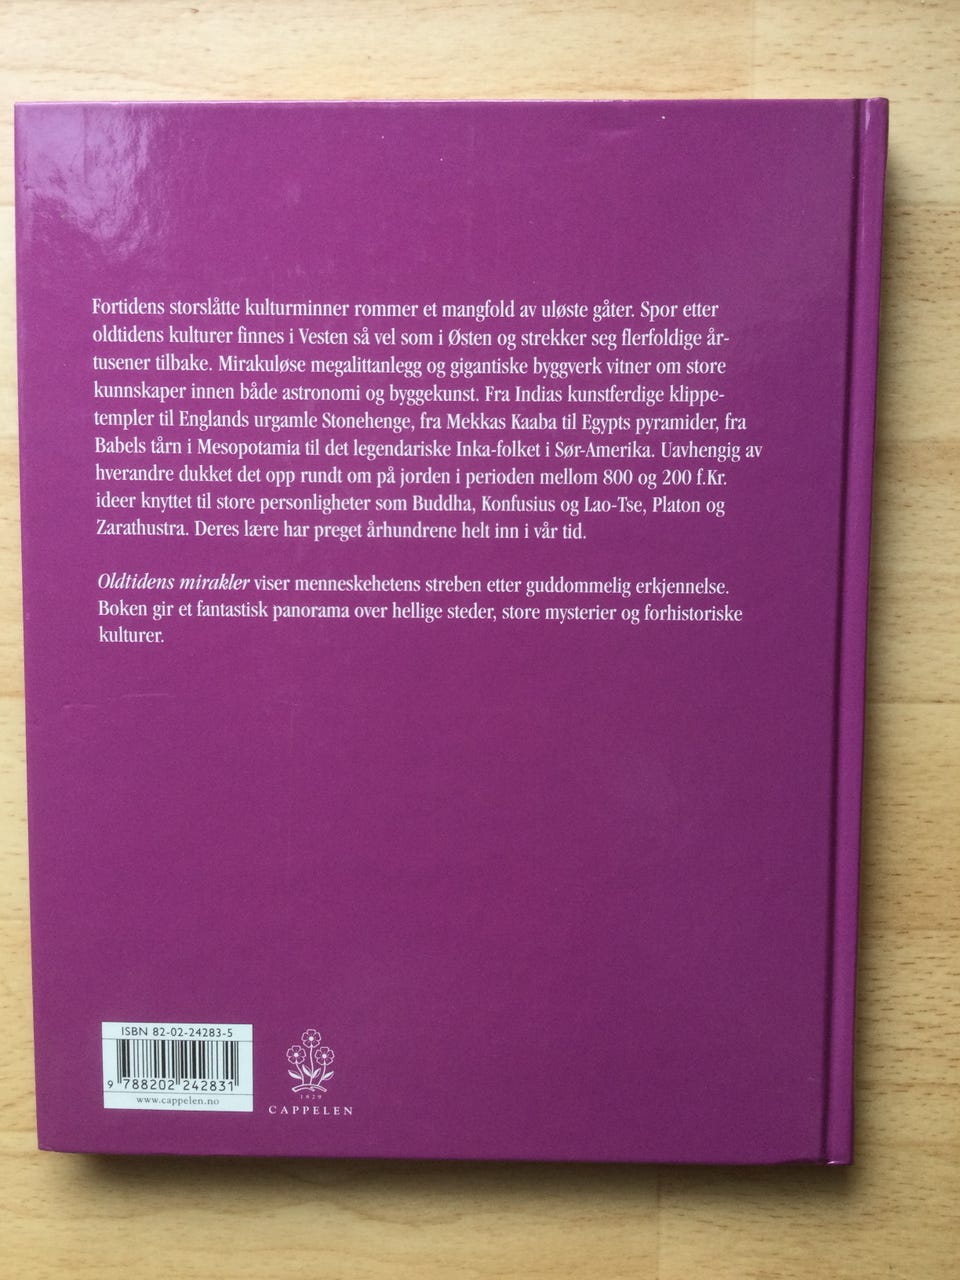 Fortidens storslåtte kulturminner rommer et mangfold av uløste gåter. Spor etter
oldtidens kulturer finnes i Vesten så vel som i Østen og strekker seg flerfoldige år-
tusener tilbake. Mirakuløse megalittanlegg og gigantiske byggverk vitner om store
kunnskaper innen både astronomi og byggekunst. Fra Indias kunstferdige klippe-
templer til Englands urgamle Stonehenge, fra Mekkas Kaaba til Egypts pyramider, fra
Babels tårn i Mesopotamia til det legendariske Inka-folket i Sør-Amerika. Uavhengig av
hverandre dukket det opp rundt om på jorden i perioden mellom 800 og 200 f.Kr.
ideer knyttet til store personligheter som Buddha, Konfusius og Lao-Tse, Platon og
Zarathustra. Deres lære har preget århundrene helt inn i vår tid.
Oldtidens mirakler viser menneskehetens streben etter guddommelig erkjennelse.
Boken gir et fantastisk panorama over hellige steder, store mysterier og forhistoriske
kulturer.
ISBN 82-02-24283-5
9 788202 242831
www.cappelen.no
1829
CAPPELEN